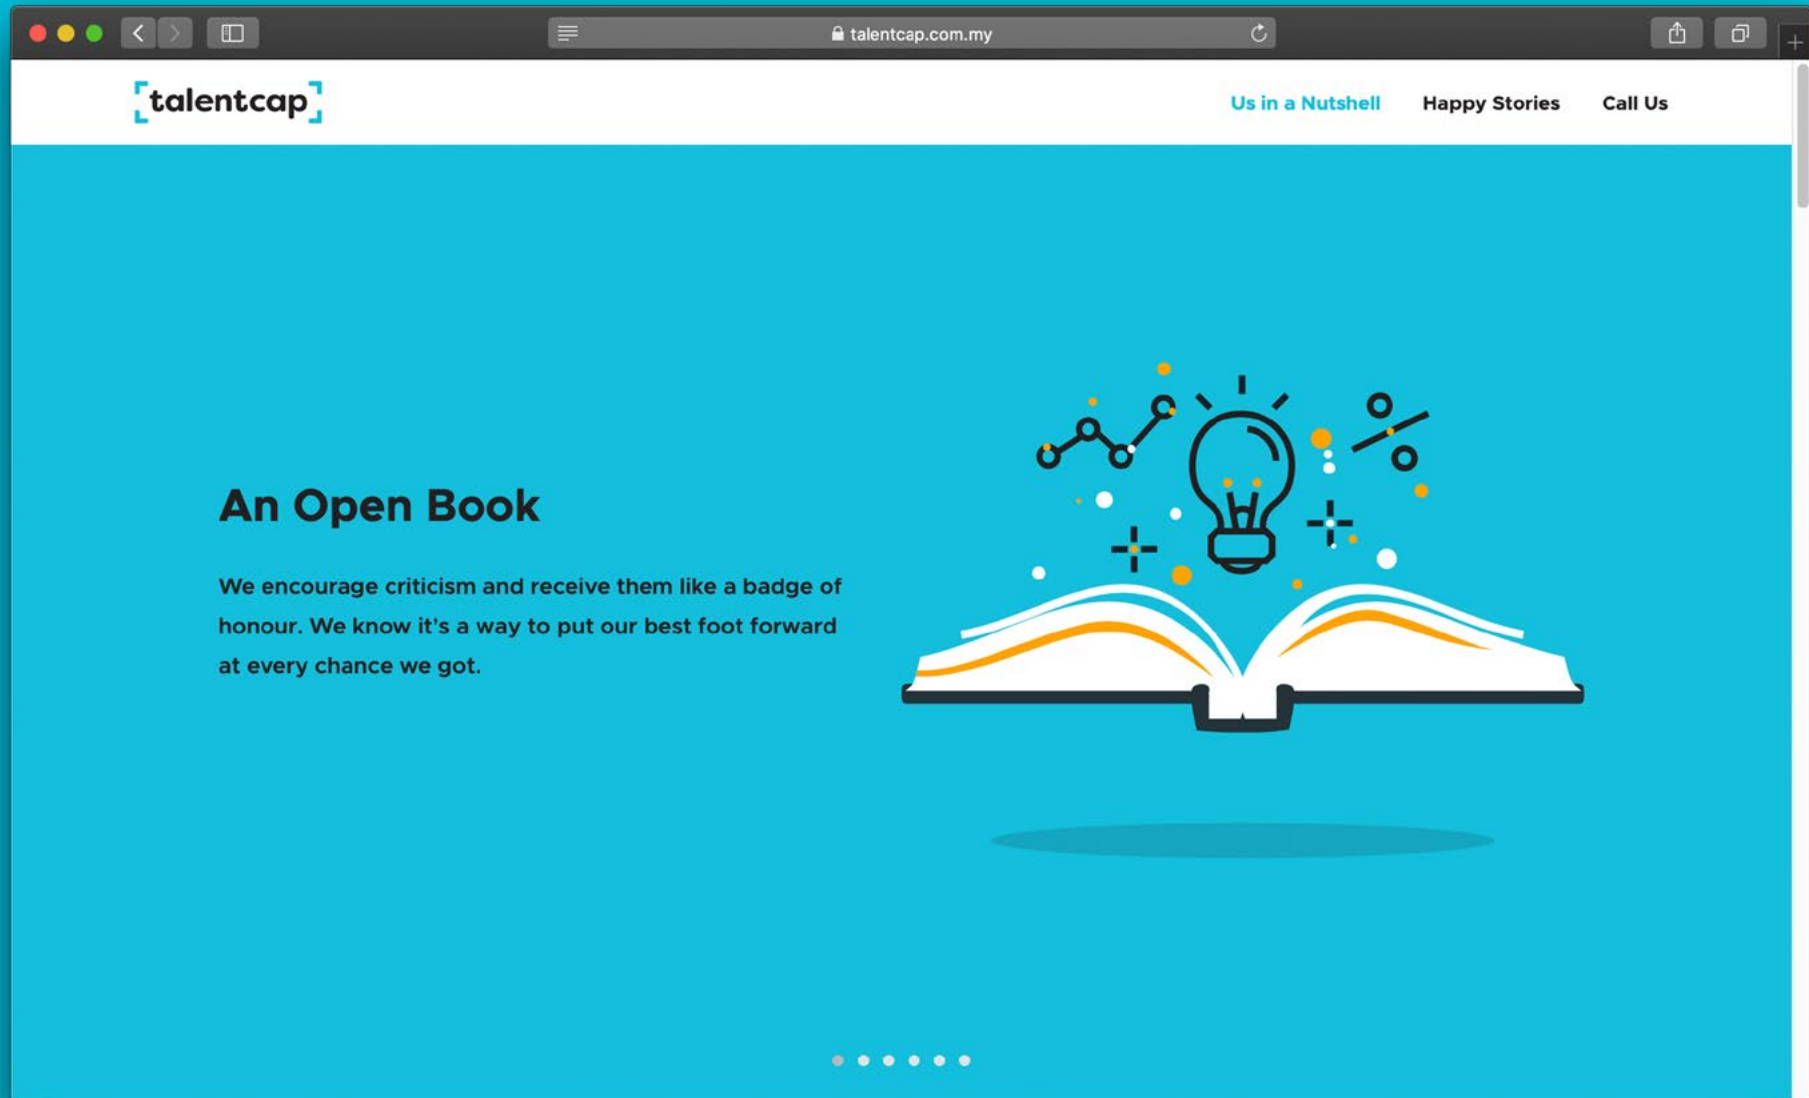 talentcap.com.my
talentcap
Us in a Nutshell
Happy Stories
Call Us
An Open Book
We encourage criticism and receive them like a badge of
honour. We know it's a way to put our best foot forward
at every chance we got.